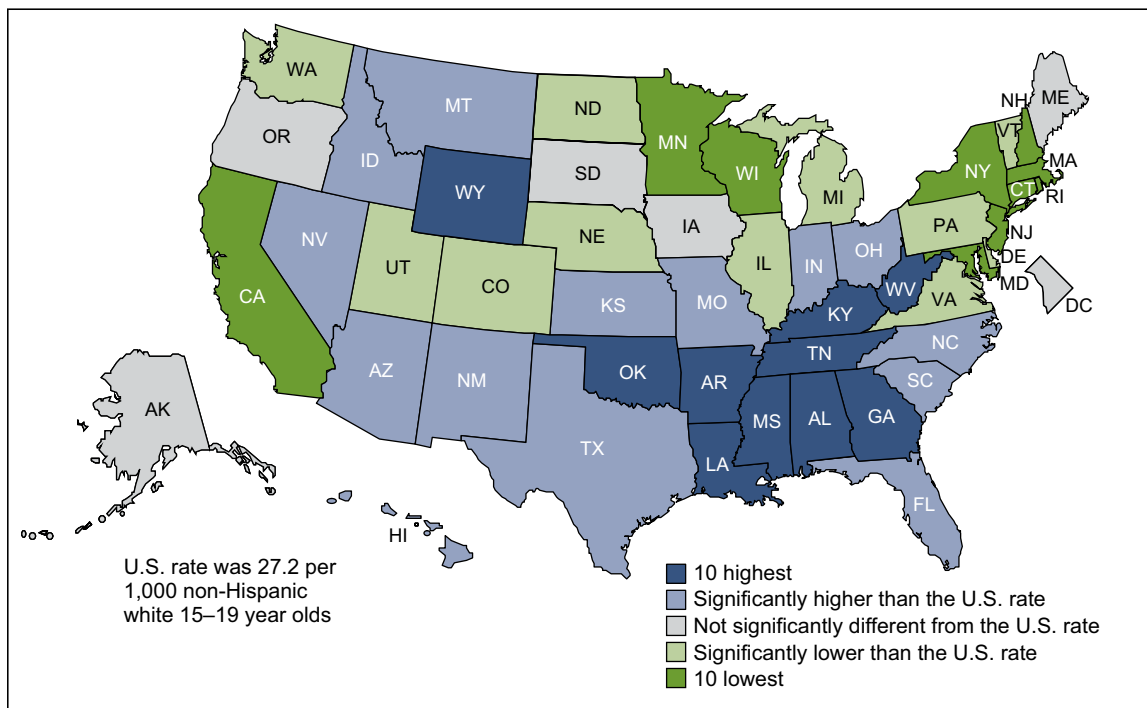 WA
MT
ND
MN
ME
NH
VT
OR
ID
WY
SD
WI
MI
NY
MA
CT
RI
NV
UT
CO
NE
IA
IL
IN
OH
PA
NJ
DE
MD
DC
CA
KS
MO
KY
WV
VA
AZ
NM
OK
AR
TN
NC
SC
TX
LA
MS
AL
GA
FL
AK
HI
U.S. rate was 27.2 per
1,000 non-Hispanic
white 15–19 year olds
10 highest
Significantly higher than the U.S. rate
Not significantly different from the U.S. rate
Significantly lower than the U.S. rate
10 lowest